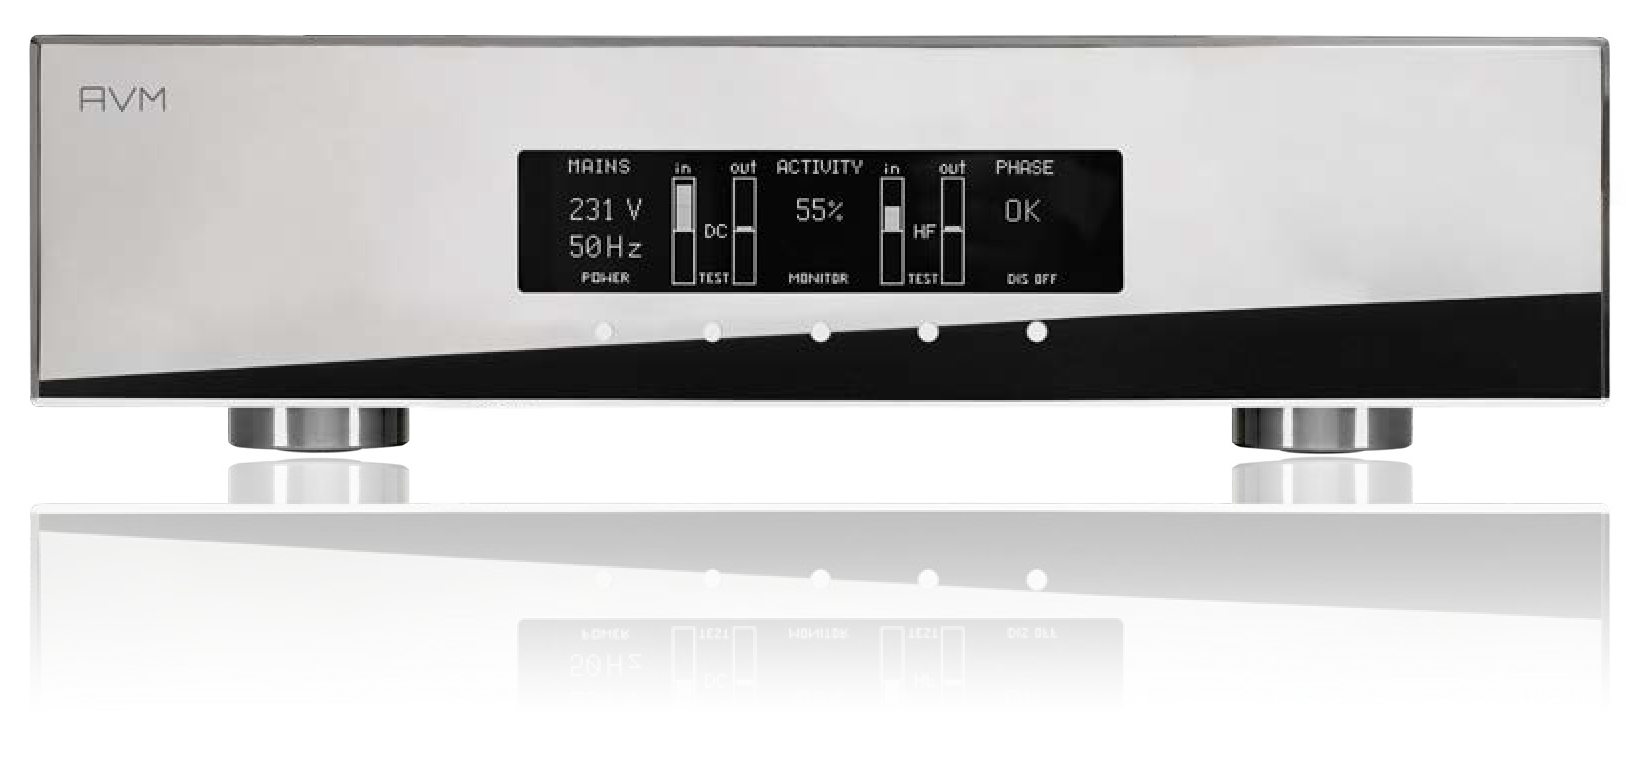 AVM
MAINS in out ACTIVITY in out PHASE
231 V 55% OK
DC HF
50Hz
POWER TEST MONITOR TEST DIS OFF